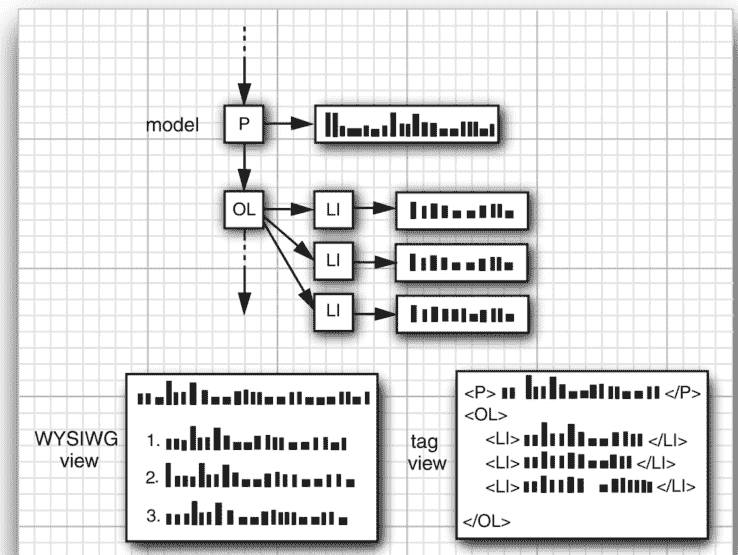 model
P
OL
LI
LI
LI
WYSIWG
view
1.
2.
3.
tag
view
<P> </P>
<OL>
<LI> </LI>
<LI> </LI>
<LI> </LI>
</OL>